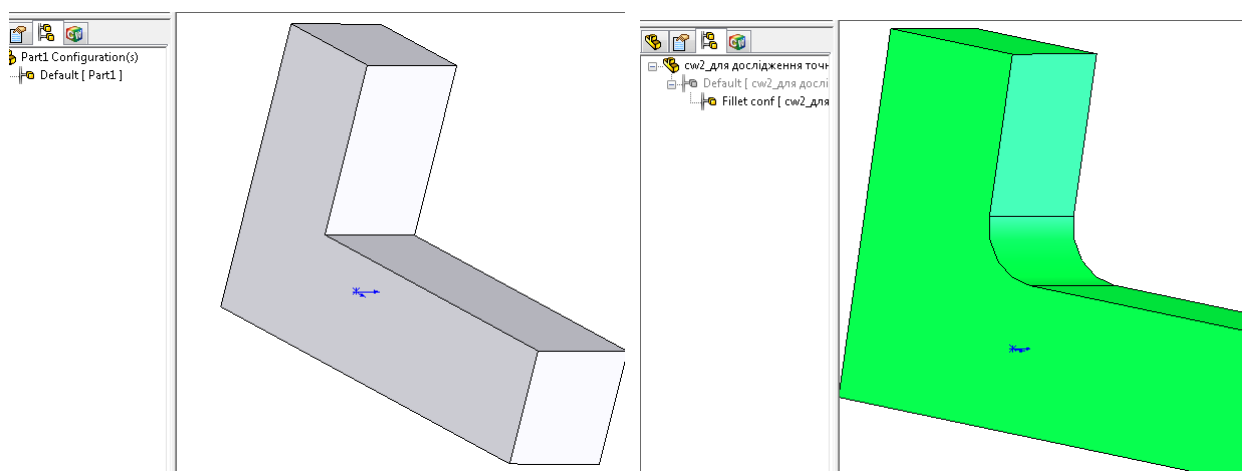 Part1 Configuration(s)
Default [ Part1 ]
cw2_для дослідження точн
Default [ cw2_для дослі
Fillet conf [ cw2_для